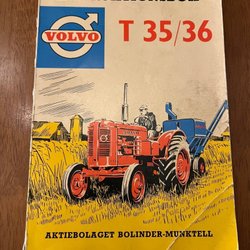 VOLVO
T 35/36
AKTIEBOLAGET BOLINDER-MUNKTELL